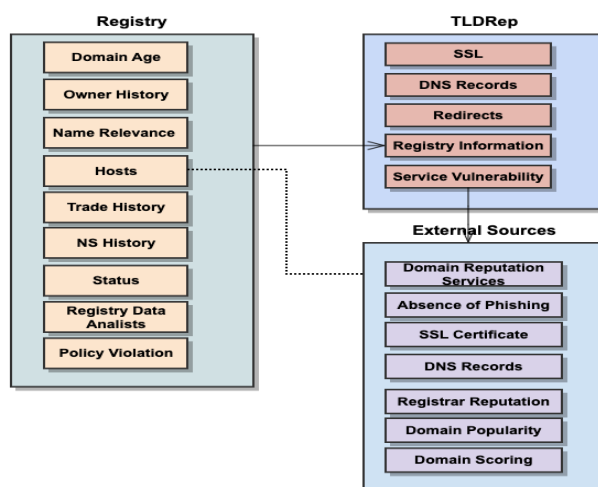 Registry
Domain Age
Owner History
Name Relevance
Hosts
Trade History
NS History
Status
Registry Data
Analists
Policy Violation
TLDRep
SSL
DNS Records
Redirects
Registry Information
Service Vulnerability
External Sources
Domain Reputation
Services
Absence of Phishing
SSL Certificate
DNS Records
Registrar Reputation
Domain Popularity
Domain Scoring